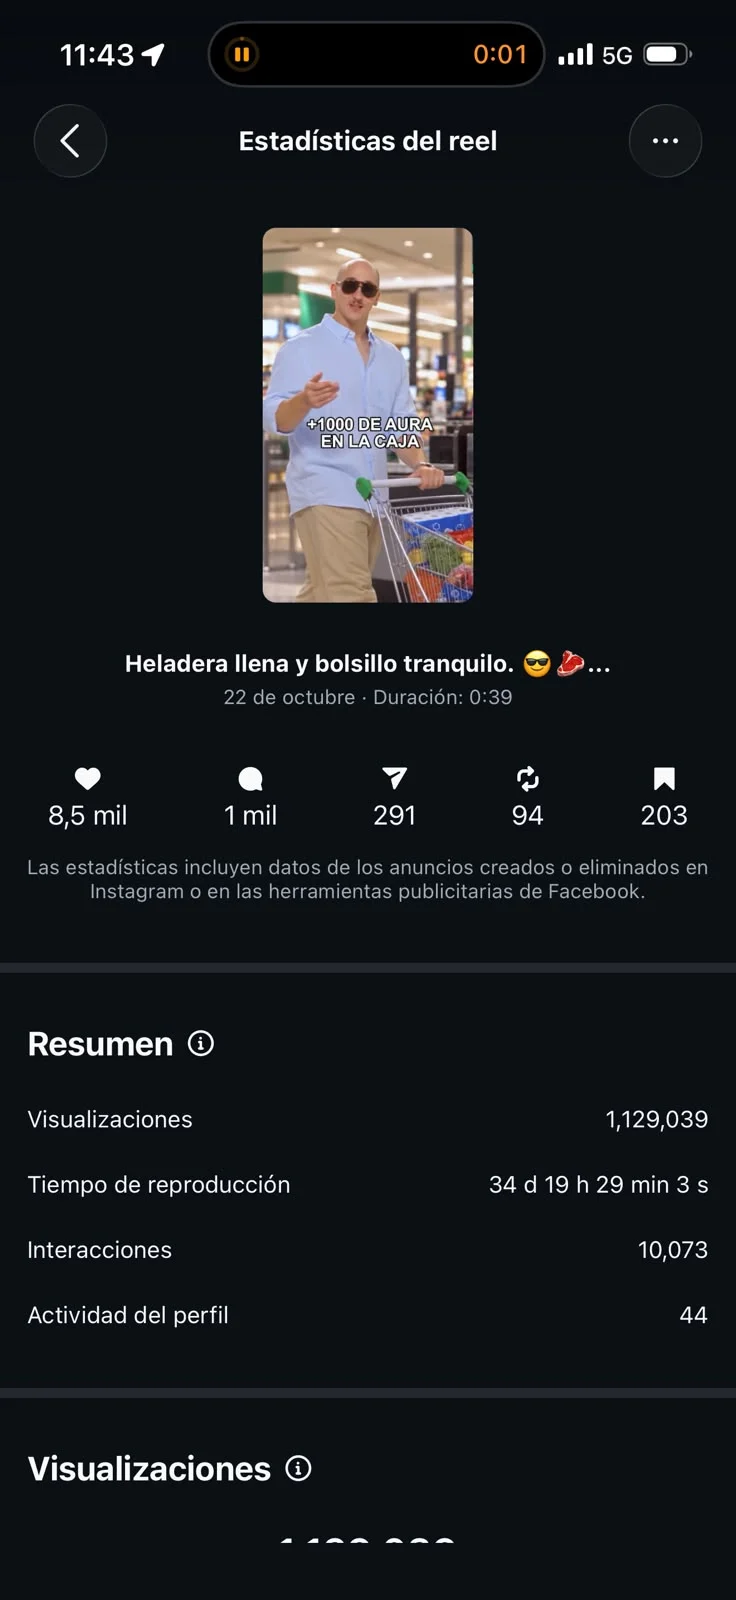 11:43
0:01
5G
Estadísticas del reel
+1000 DE AURA
EN LA CAJA
Heladera llena y bolsillo tranquilo. 😎🥩...
22 de octubre · Duración: 0:39
8,5 mil
1 mil
291
94
203
Las estadísticas incluyen datos de los anuncios creados o eliminados en
Instagram o en las herramientas publicitarias de Facebook.
Resumen
Visualizaciones 1,129,039
Tiempo de reproducción 34 d 19 h 29 min 3 s
Interacciones 10,073
Actividad del perfil 44
Visualizaciones